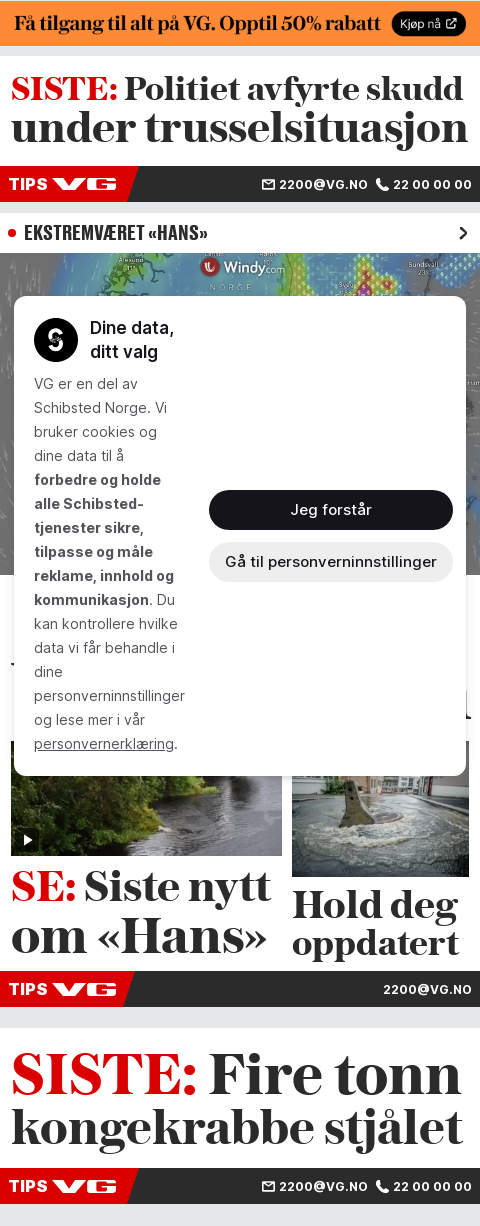 Få tilgang til alt på VG. Opptil 50% rabatt
Kjøp nå
SISTE: Politiet avfyrte skudd
under trusselsituasjon
TIPS VG
2200@VG.NO
22 00 00 00
EKSTREMVÆRET «HANS»
Ålesund
11°
Windy.com
NORGE
Sundsvall
23°
Dine data,
ditt valg
VG er en del av
Schibsted Norge. Vi
bruker cookies og
dine data til å
forbedre og holde
alle Schibsted-
tjenester sikre,
tilpasse og måle
reklame, innhold og
kommunikasjon. Du
kan kontrollere hvilke
data vi får behandle i
dine
personverninnstillinger
og lese mer i vår
personvernerklæring.
Jeg forstår
Gå til personverninnstillinger
SE: Siste nytt
om «Hans»
Hold deg
oppdatert
TIPS VG
2200@VG.NO
SISTE: Fire tonn
kongekrabbe stjålet
TIPS VG
2200@VG.NO
22 00 00 00